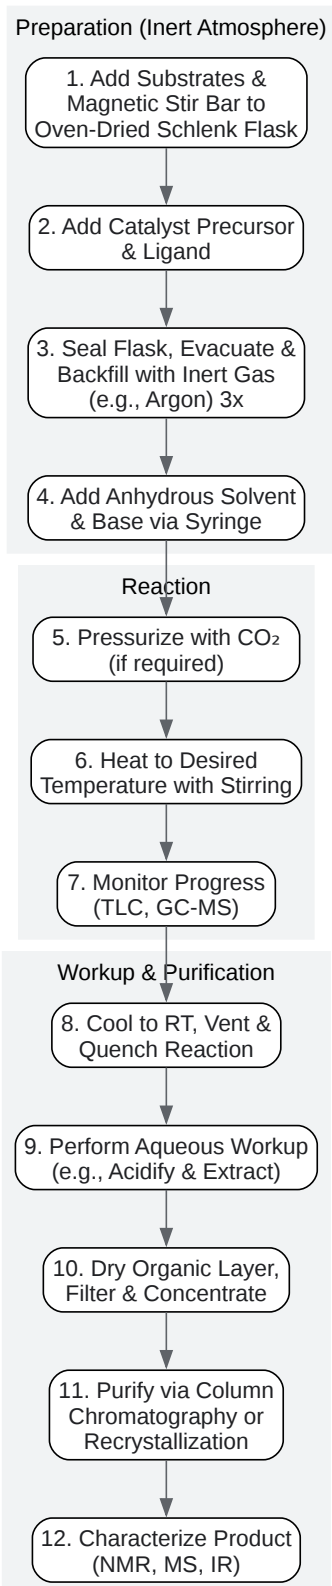 Preparation (Inert Atmosphere)
1. Add Substrates &
Magnetic Stir Bar to
Oven-Dried Schlenk Flask
2. Add Catalyst Precursor
& Ligand
3. Seal Flask, Evacuate &
Backfill with Inert Gas
(e.g., Argon) 3x
4. Add Anhydrous Solvent
& Base via Syringe
Reaction
5. Pressurize with CO₂
(if required)
6. Heat to Desired
Temperature with Stirring
7. Monitor Progress
(TLC, GC-MS)
Workup & Purification
8. Cool to RT, Vent &
Quench Reaction
9. Perform Aqueous Workup
(e.g., Acidify & Extract)
10. Dry Organic Layer,
Filter & Concentrate
11. Purify via Column
Chromatography or
Recrystallization
12. Characterize Product
(NMR, MS, IR)